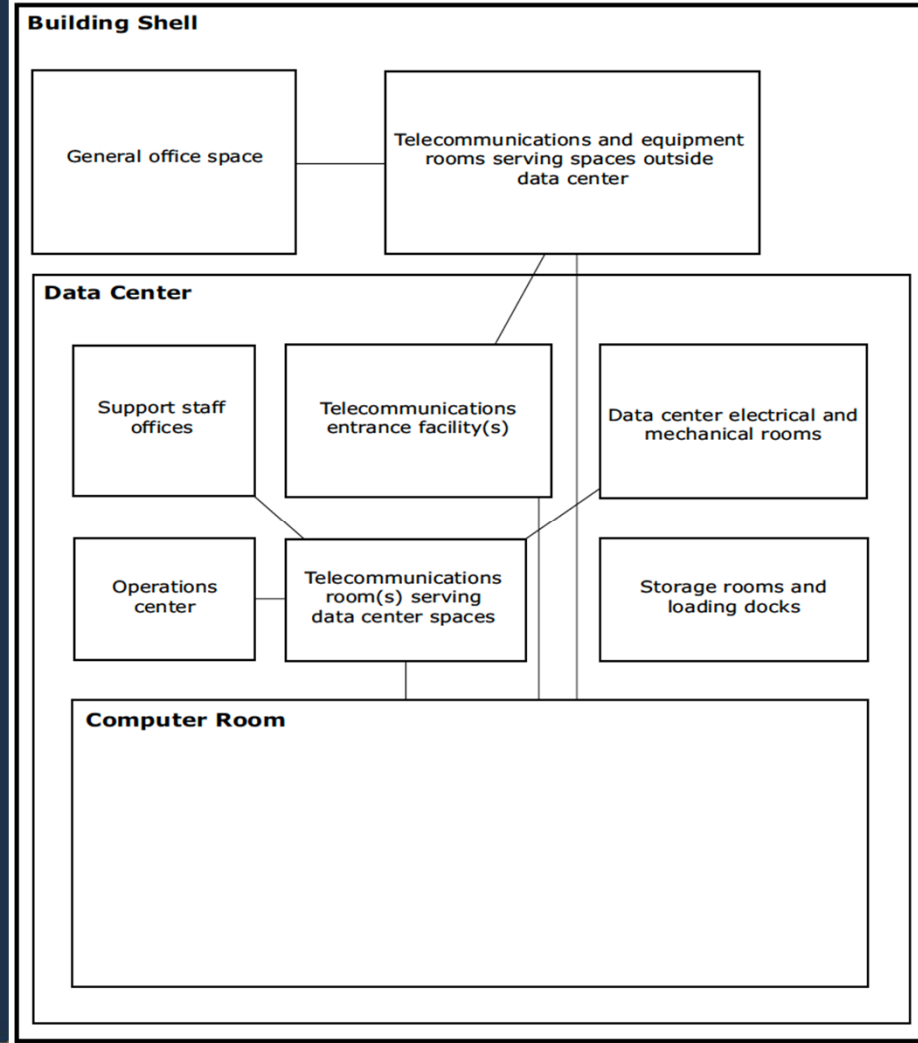 Building Shell
General office space
Telecommunications and equipment
rooms serving spaces outside
data center
Data Center
Support staff
offices
Telecommunications
entrance facility(s)
Data center electrical and
mechanical rooms
Operations
center
Telecommunications
room(s) serving
data center spaces
Storage rooms and
loading docks
Computer Room